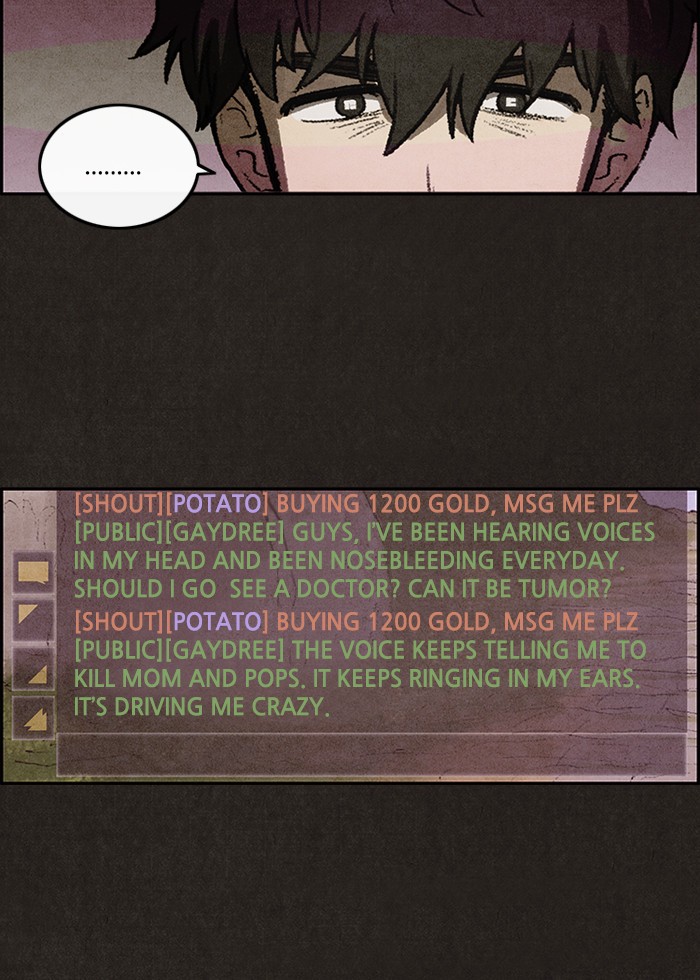 .........
[SHOUT][POTATO] BUYING 1200 GOLD, MSG ME PLZ
[PUBLIC][GAYDREE] GUYS, I'VE BEEN HEARING VOICES
IN MY HEAD AND BEEN NOSEBLEEDING EVERYDAY.
SHOULD I GO  SEE A DOCTOR? CAN IT BE TUMOR?
[SHOUT][POTATO] BUYING 1200 GOLD, MSG ME PLZ
[PUBLIC][GAYDREE] THE VOICE KEEPS TELLING ME TO
KILL MOM AND POPS. IT KEEPS RINGING IN MY EARS.
IT'S DRIVING ME CRAZY.